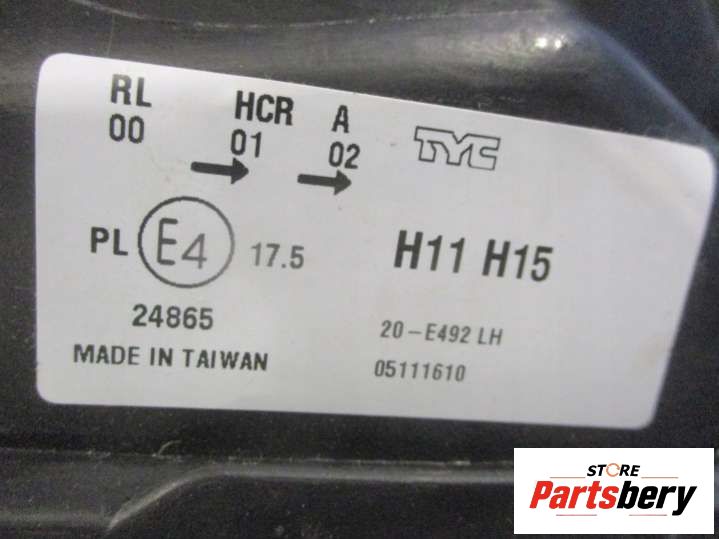 RL HCR A
00 01 02
TYC
PL E4 17.5
H11 H15
24865
20-E492 LH
MADE IN TAIWAN
05111610
STORE
Partsbery